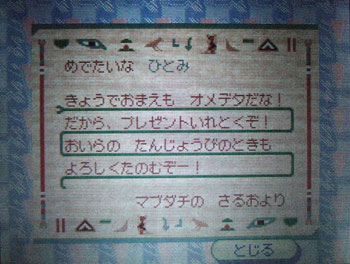 めでたいな ひとみ
きょうでおまえも オメデタだな！
だから、プレゼントいれとくぞ！
おいらの たんじょうびのときも
よろしくたのむぞー！
マブダチの さるおより
とじる